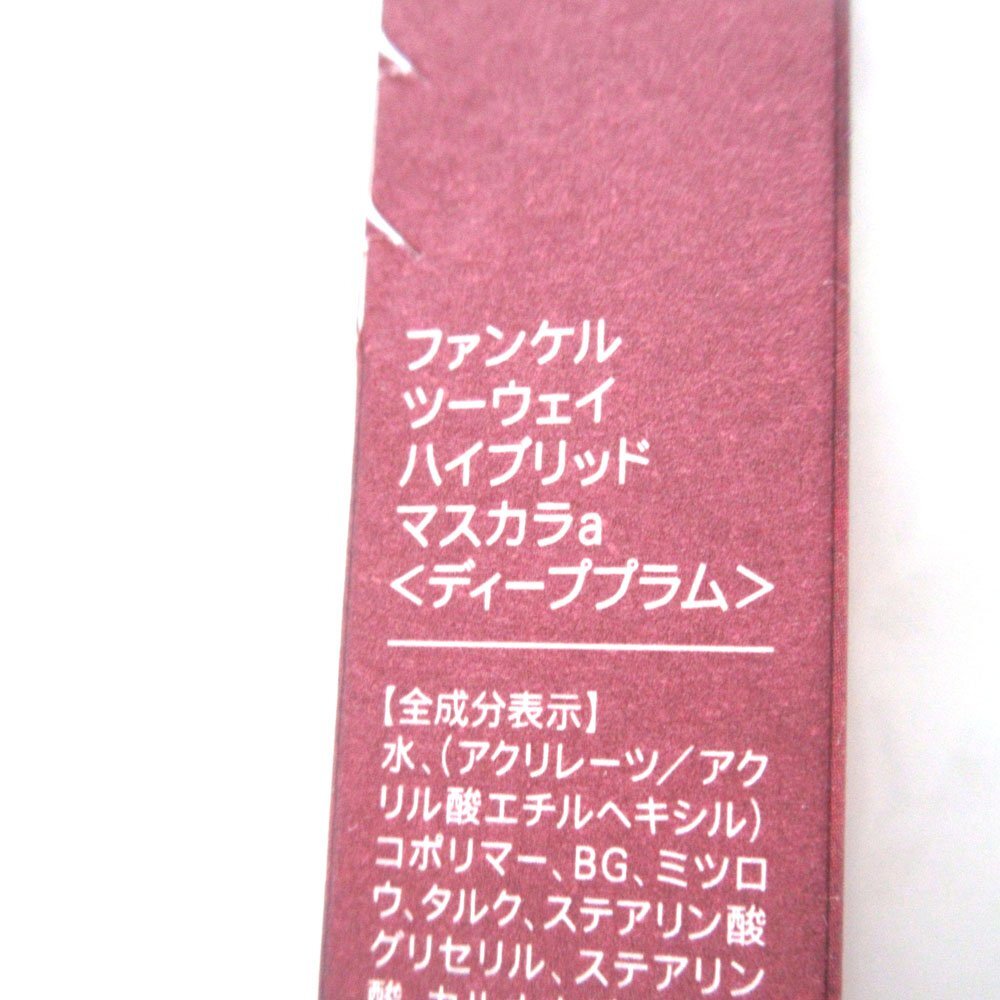 ファンケル
ツーウェイ
ハイブリッド
マスカラa
<ディーププラム>
【全成分表示】
水、(アクリレーツ/アク
リル酸エチルヘキシル)
コポリマー、BG、ミツロ
ウ、タルク、ステアリン酸
グリセリル、ステアリン
酸、